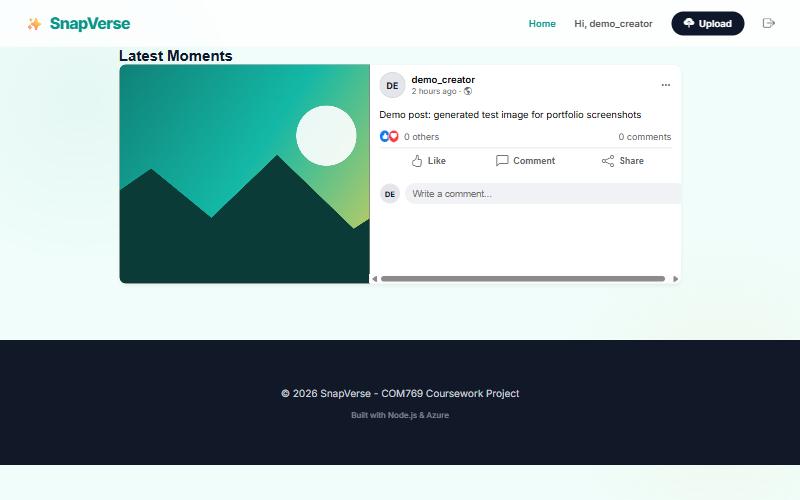 SnapVerse
Home
Hi, demo_creator
Upload
Latest Moments
DE
demo_creator
2 hours ago ·
Demo post: generated test image for portfolio screenshots
0 others
0 comments
Like
Comment
Share
DE
Write a comment...
© 2026 SnapVerse - COM769 Coursework Project
Built with Node.js & Azure